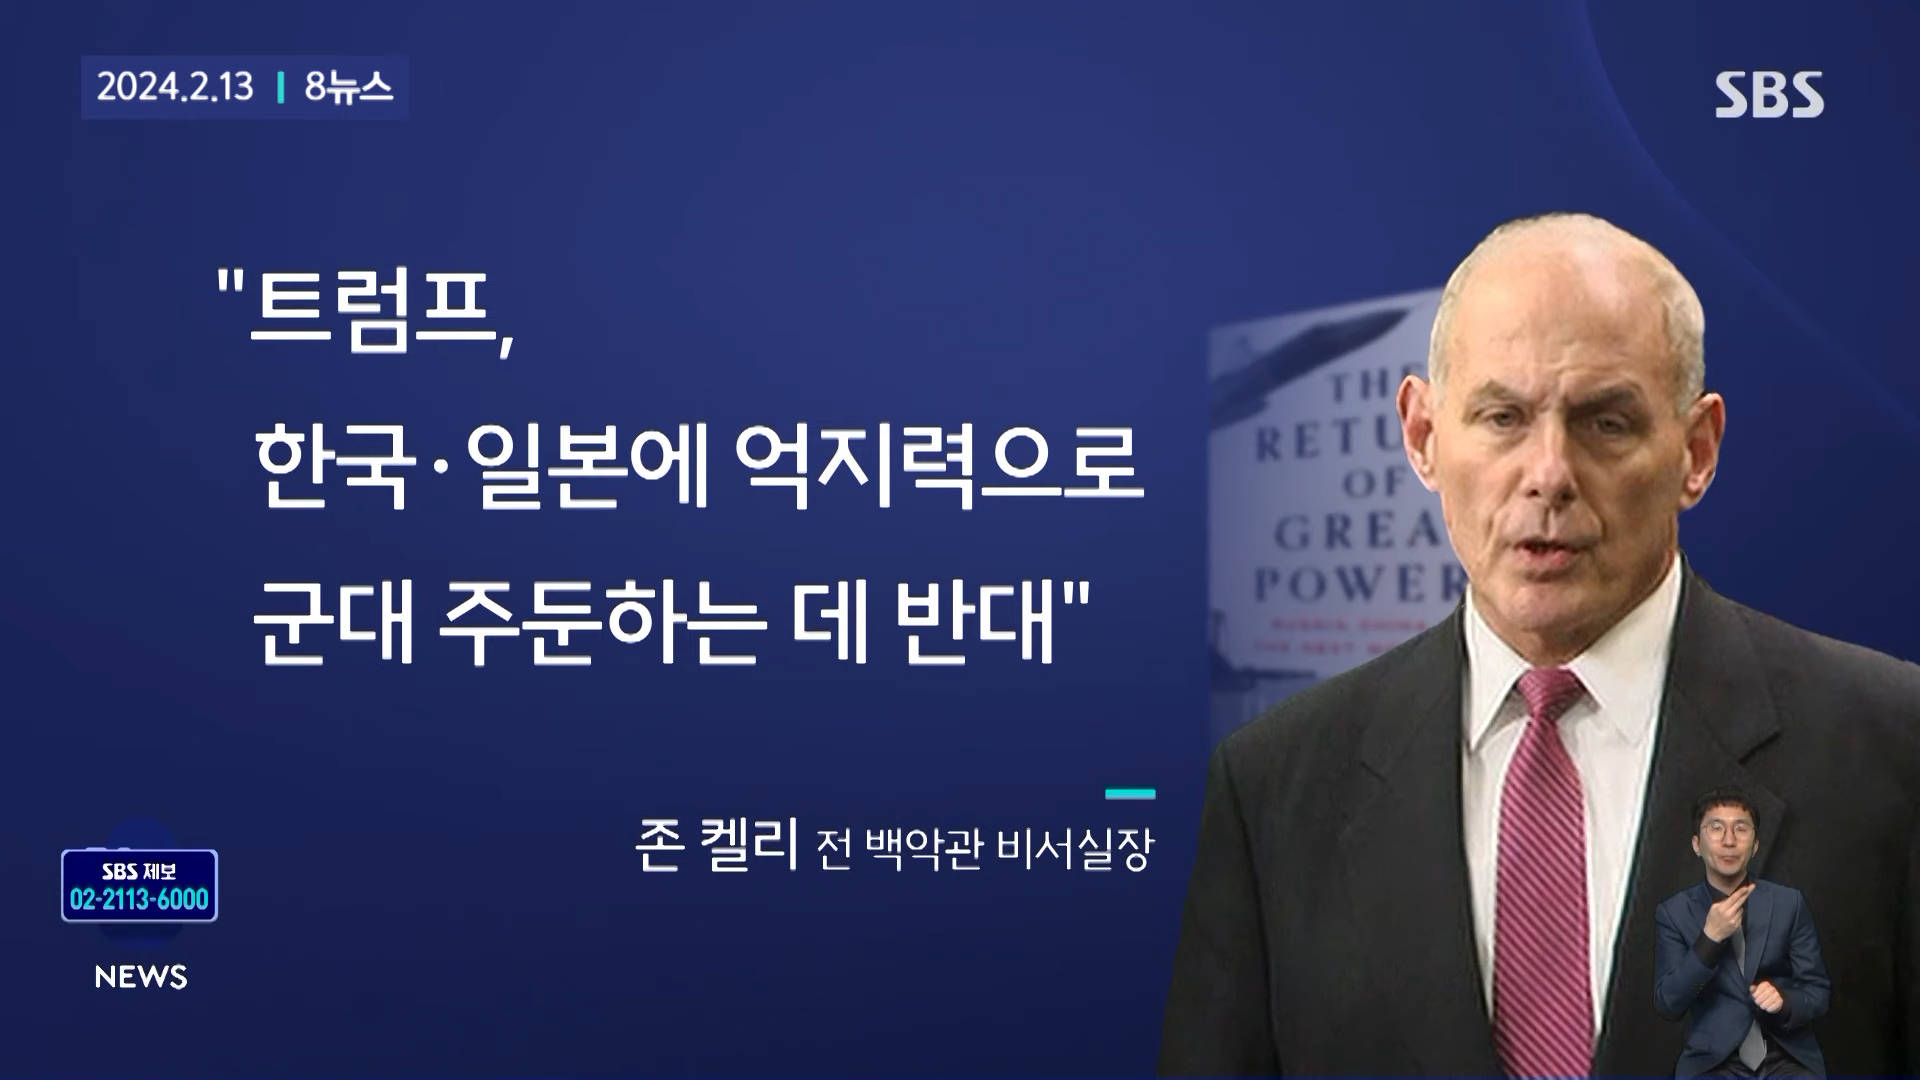 2024.2.13 | 8뉴스
SBS
"트럼프,
한국·일본에 억지력으로
군대 주둔하는 데 반대"
존 켈리 전 백악관 비서실장
THE
RETU
OF
GREA
POWER
SBS 제보
02-2113-6000
NEWS